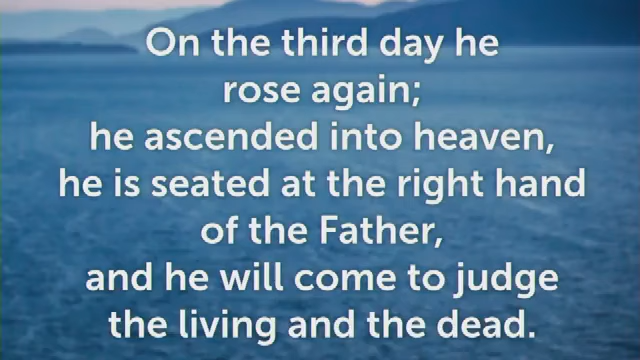 On the third day he
rose again;
he ascended into heaven,
he is seated at the right hand
of the Father,
and he will come to judge
the living and the dead.